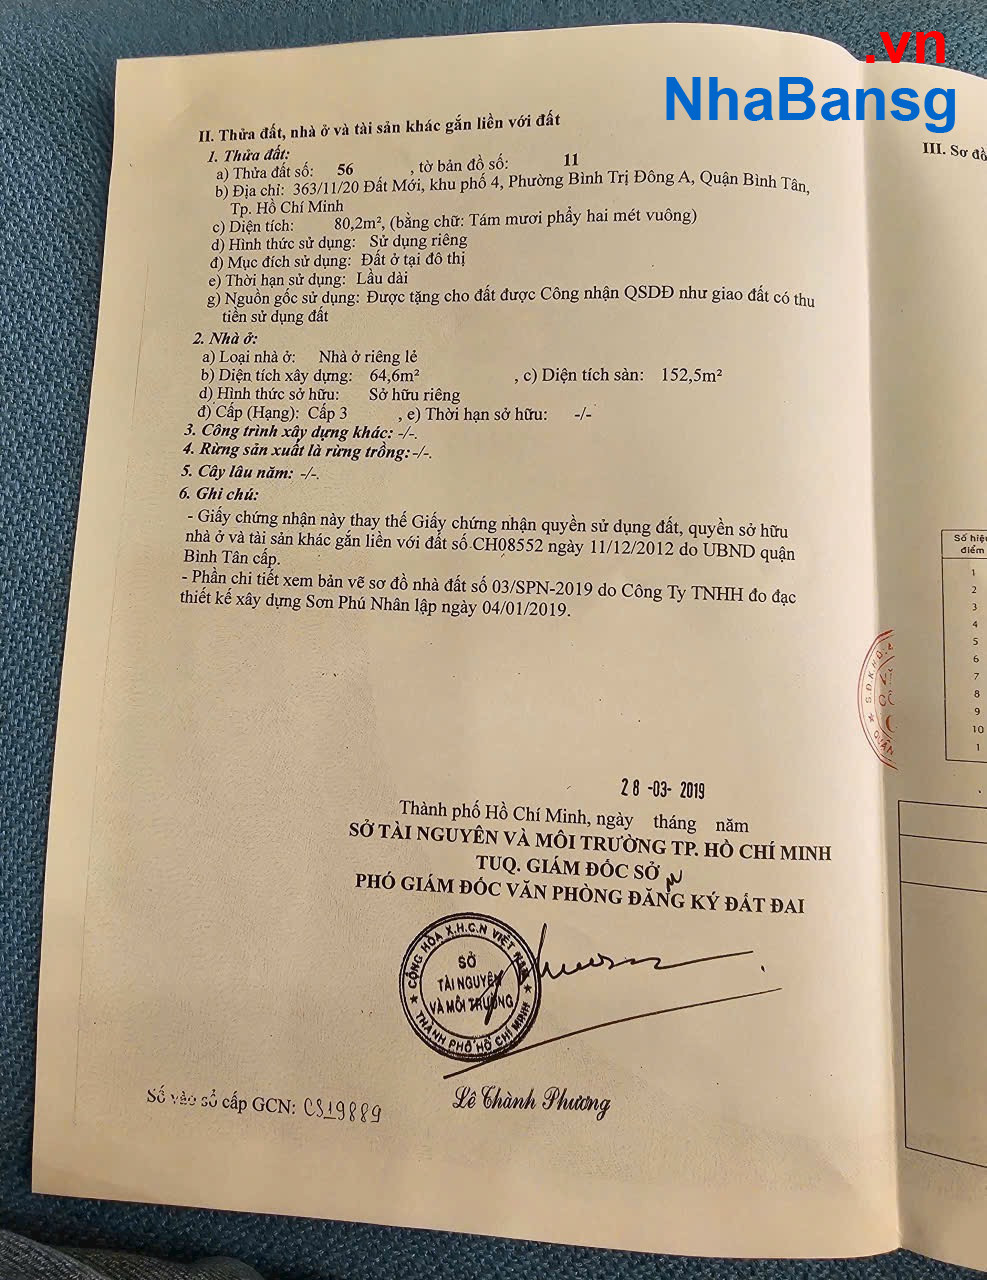 .vn
NhaBansg
II. Thửa đất, nhà ở và tài sản khác gắn liền với đất
1. Thửa đất:
a) Thửa đất số: 56 , tờ bản đồ số: 11
b) Địa chỉ: 363/11/20 Đất Mới, khu phố 4, Phường Bình Trị Đông A, Quận Bình Tân,
Tp. Hồ Chí Minh
c) Diện tích: 80,2m², (bằng chữ: Tám mươi phẩy hai mét vuông)
d) Hình thức sử dụng: Sử dụng riêng
đ) Mục đích sử dụng: Đất ở tại đô thị
e) Thời hạn sử dụng: Lâu dài
g) Nguồn gốc sử dụng: Được tặng cho đất được Công nhận QSDĐ như giao đất có thu
tiền sử dụng đất
2. Nhà ở:
a) Loại nhà ở: Nhà ở riêng lẻ
b) Diện tích xây dựng: 64,6m² , c) Diện tích sàn: 152,5m²
d) Hình thức sở hữu: Sở hữu riêng
đ) Cấp (Hạng): Cấp 3 , e) Thời hạn sở hữu: -/-
3. Công trình xây dựng khác: -/-.
4. Rừng sản xuất là rừng trồng: -/-.
5. Cây lâu năm: -/-.
6. Ghi chú:
- Giấy chứng nhận này thay thế Giấy chứng nhận quyền sử dụng đất, quyền sở hữu
nhà ở và tài sản khác gắn liền với đất số CH08552 ngày 11/12/2012 do UBND quận
Bình Tân cấp.
- Phần chi tiết xem bản vẽ sơ đồ nhà đất số 03/SPN-2019 do Công Ty TNHH đo đạc
thiết kế xây dựng Sơn Phú Nhân lập ngày 04/01/2019.
28-03-2019
Thành phố Hồ Chí Minh, ngày tháng năm
SỞ TÀI NGUYÊN VÀ MÔI TRƯỜNG TP. HỒ CHÍ MINH
TUQ. GIÁM ĐỐC SỞ
PHÓ GIÁM ĐỐC VĂN PHÒNG ĐĂNG KÝ ĐẤT ĐAI
CỘNG HÒA X.H.C.N VIỆT NAM
SỞ
TÀI NGUYÊN
VÀ MÔI TRƯỜNG
THÀNH PHỐ HỒ CHÍ MINH
Lê Thành Phương
Số vào sổ cấp GCN: CS19889
III. Sơ đồ
Số hiệu
điểm
1
2
3
4
5
6
7
8
9
10
1
QUẬN